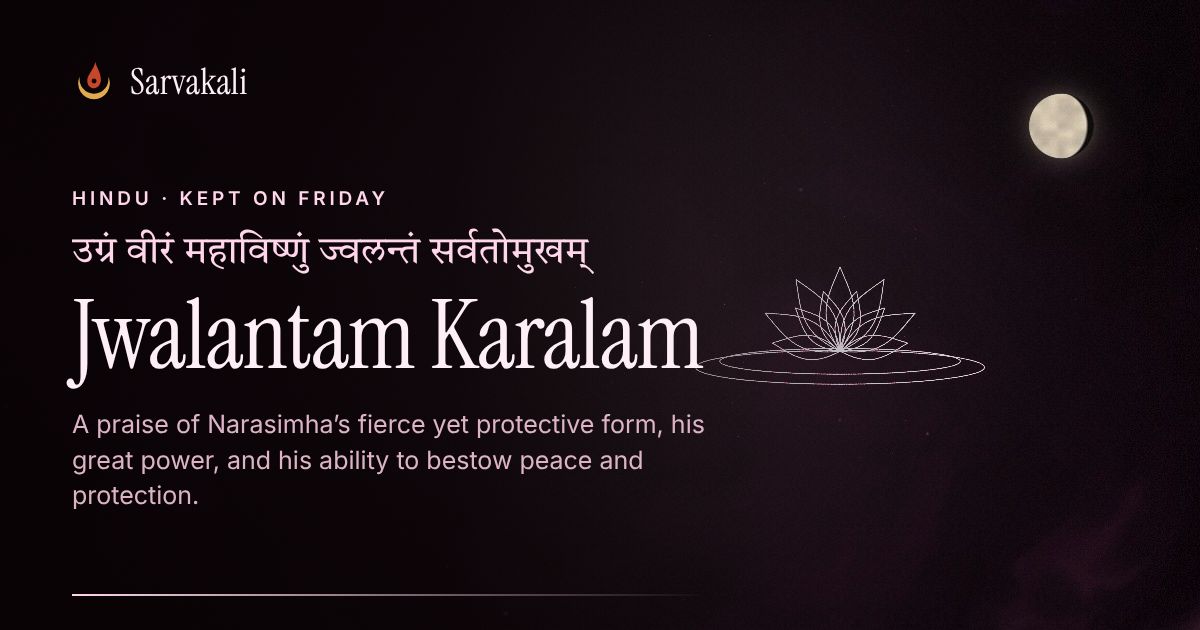 Sarvakali
HINDU · KEPT ON FRIDAY
उग्रं वीरं महाविष्णुं ज्वलन्तं सर्वतोमुखम्
Jwalantam Karalam
A praise of Narasimha’s fierce yet protective form, his
great power, and his ability to bestow peace and
protection.